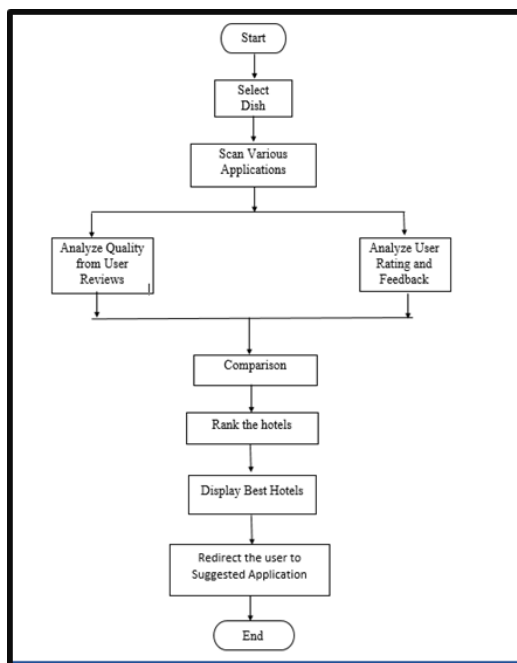 Start
Select
Dish
Scan Various
Applications
Analyze Quality
from User
Reviews
Analyze User
Rating and
Feedback
Comparison
Rank the hotels
Display Best Hotels
Redirect the user to
Suggested Application
End